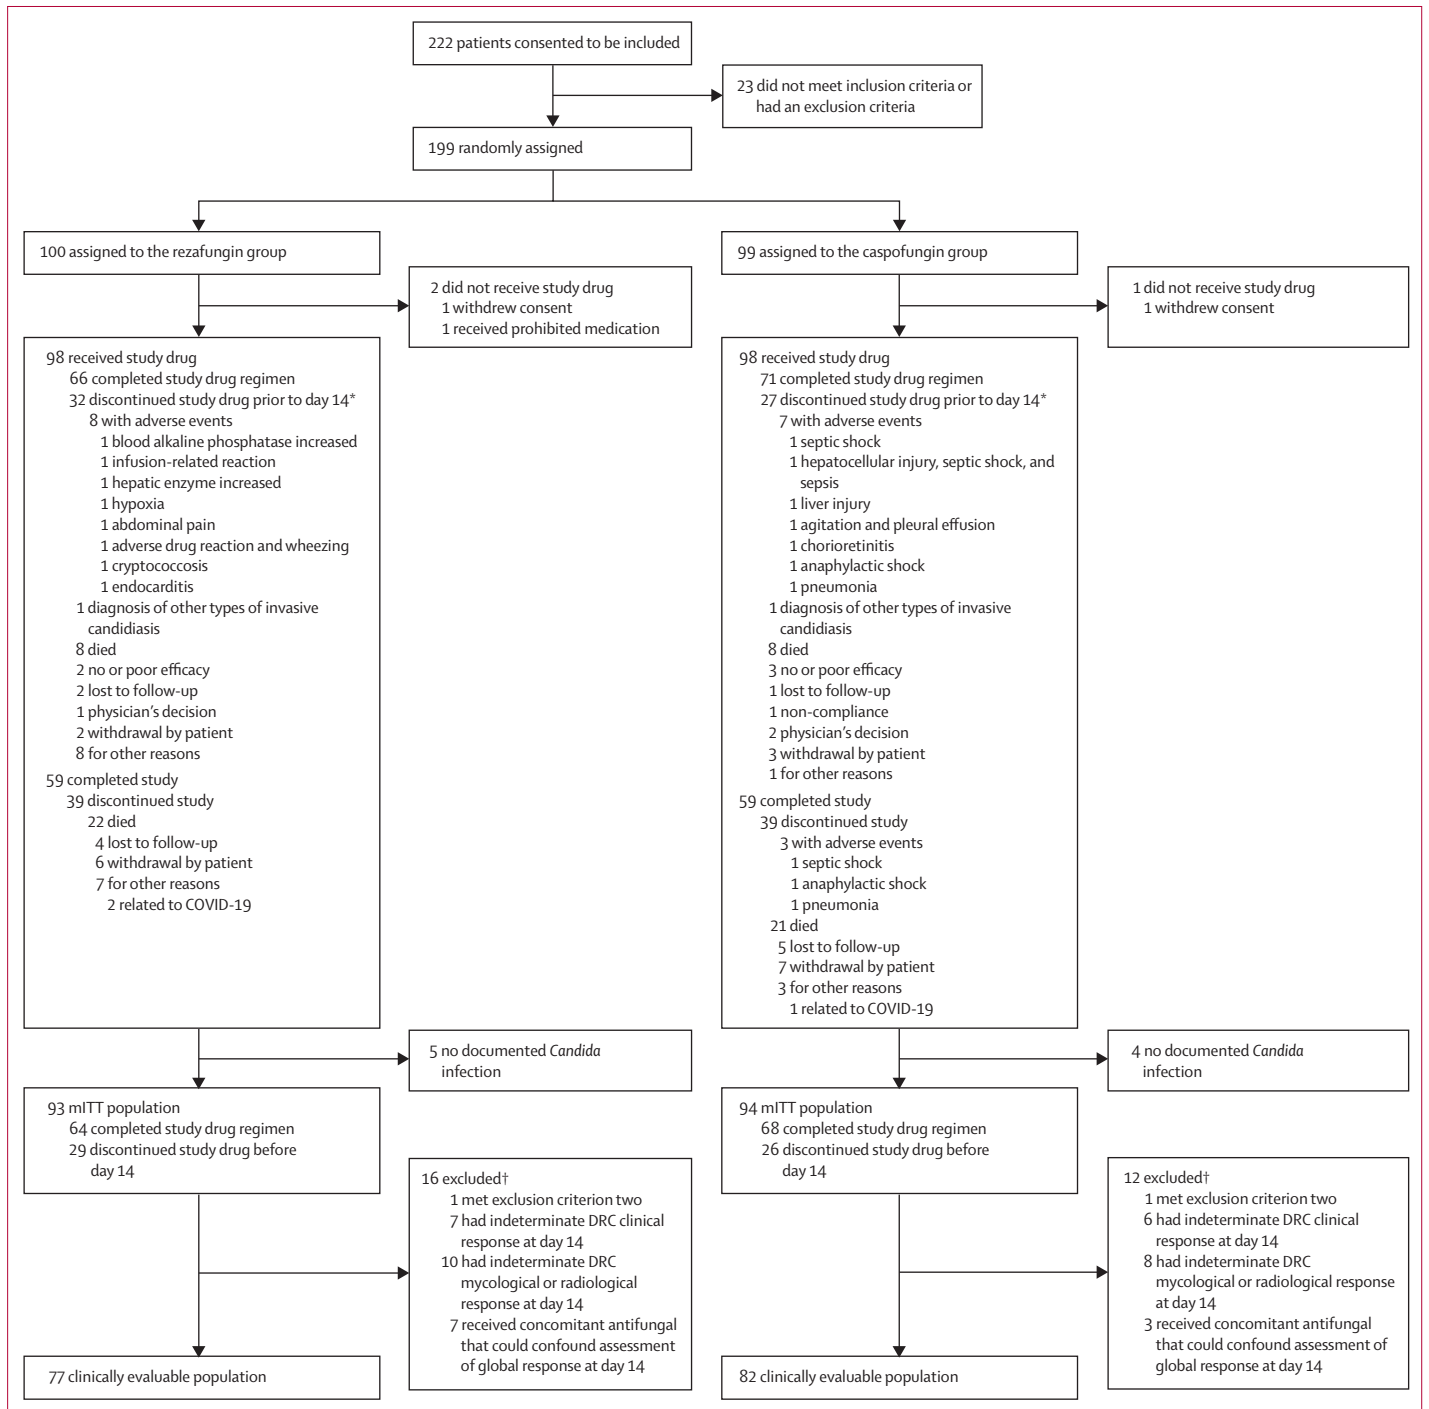 222 patients consented to be included
23 did not meet inclusion criteria or
had an exclusion criteria
199 randomly assigned
100 assigned to the rezafungin group
99 assigned to the caspofungin group
2 did not receive study drug
1 withdrew consent
1 received prohibited medication
1 did not receive study drug
1 withdrew consent
98 received study drug
66 completed study drug regimen
32 discontinued study drug prior to day 14*
8 with adverse events
1 blood alkaline phosphatase increased
1 infusion-related reaction
1 hepatic enzyme increased
1 hypoxia
1 abdominal pain
1 adverse drug reaction and wheezing
1 cryptococcosis
1 endocarditis
1 diagnosis of other types of invasive
candidiasis
8 died
2 no or poor efficacy
2 lost to follow-up
1 physician's decision
2 withdrawal by patient
8 for other reasons
59 completed study
39 discontinued study
22 died
4 lost to follow-up
6 withdrawal by patient
7 for other reasons
2 related to COVID-19
98 received study drug
71 completed study drug regimen
27 discontinued study drug prior to day 14*
7 with adverse events
1 septic shock
1 hepatocellular injury, septic shock, and
sepsis
1 liver injury
1 agitation and pleural effusion
1 chorioretinitis
1 anaphylactic shock
1 pneumonia
1 diagnosis of other types of invasive
candidiasis
8 died
3 no or poor efficacy
1 lost to follow-up
1 non-compliance
2 physician's decision
3 withdrawal by patient
1 for other reasons
59 completed study
39 discontinued study
3 with adverse events
1 septic shock
1 anaphylactic shock
1 pneumonia
21 died
5 lost to follow-up
7 withdrawal by patient
3 for other reasons
1 related to COVID-19
5 no documented Candida
infection
4 no documented Candida
infection
93 mITT population
64 completed study drug regimen
29 discontinued study drug before
day 14
94 mITT population
68 completed study drug regimen
26 discontinued study drug before
day 14
16 excluded†
1 met exclusion criterion two
7 had indeterminate DRC clinical
response at day 14
10 had indeterminate DRC
mycological or radiological
response at day 14
7 received concomitant antifungal
that could confound assessment
of global response at day 14
12 excluded†
1 met exclusion criterion two
6 had indeterminate DRC clinical
response at day 14
8 had indeterminate DRC
mycological or radiological response
at day 14
3 received concomitant antifungal
that could confound assessment of
global response at day 14
77 clinically evaluable population
82 clinically evaluable population